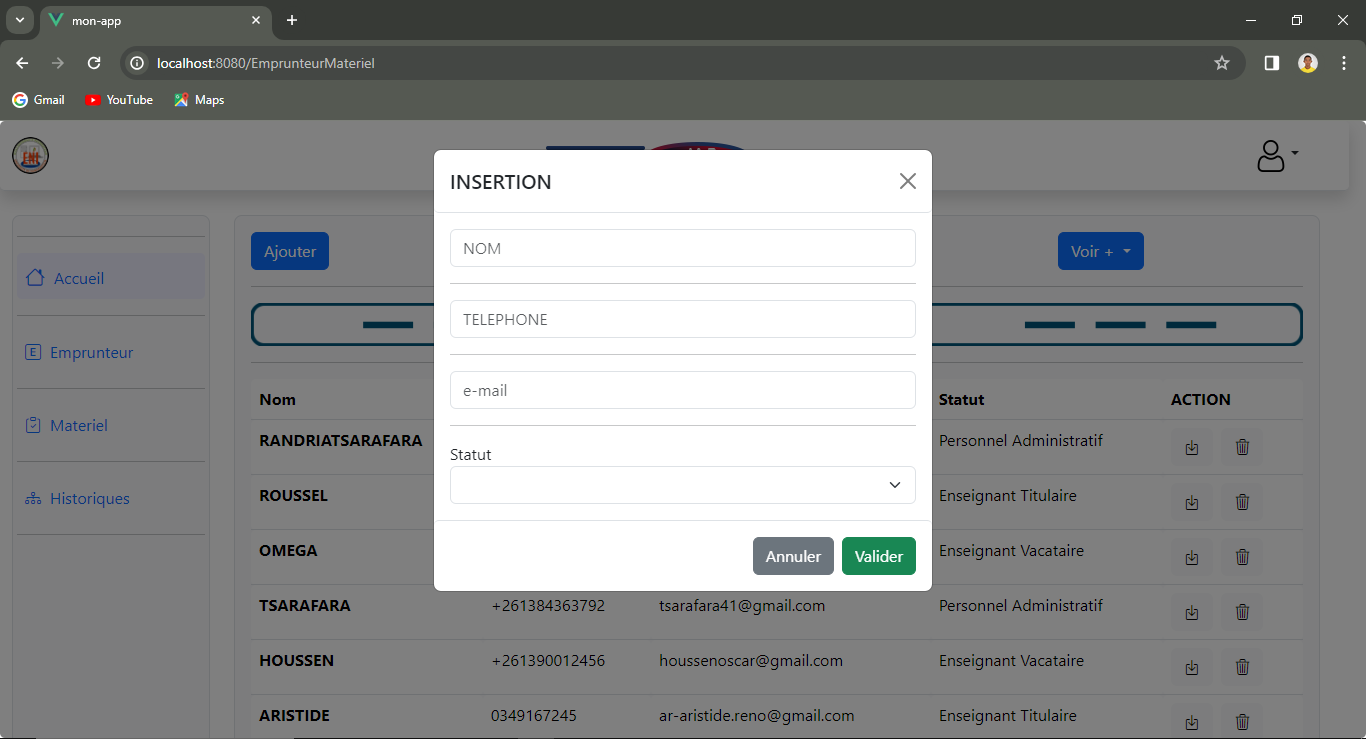 mon-app
localhost:8080/EmprunteurMateriel
Gmail
YouTube
Maps
INSERTION
NOM
TELEPHONE
e-mail
Statut
Annuler
Valider
Ajouter
Voir +
Accueil
Emprunteur
Materiel
Historiques
Nom Statut ACTION
RANDRIATSARAFARA Personnel Administratif
ROUSSEL Enseignant Titulaire
OMEGA Enseignant Vacataire
TSARAFARA +261384363792 tsarafara41@gmail.com Personnel Administratif
HOUSSEN +261390012456 houssenoscar@gmail.com Enseignant Vacataire
ARISTIDE 0349167245 ar-aristide.reno@gmail.com Enseignant Titulaire